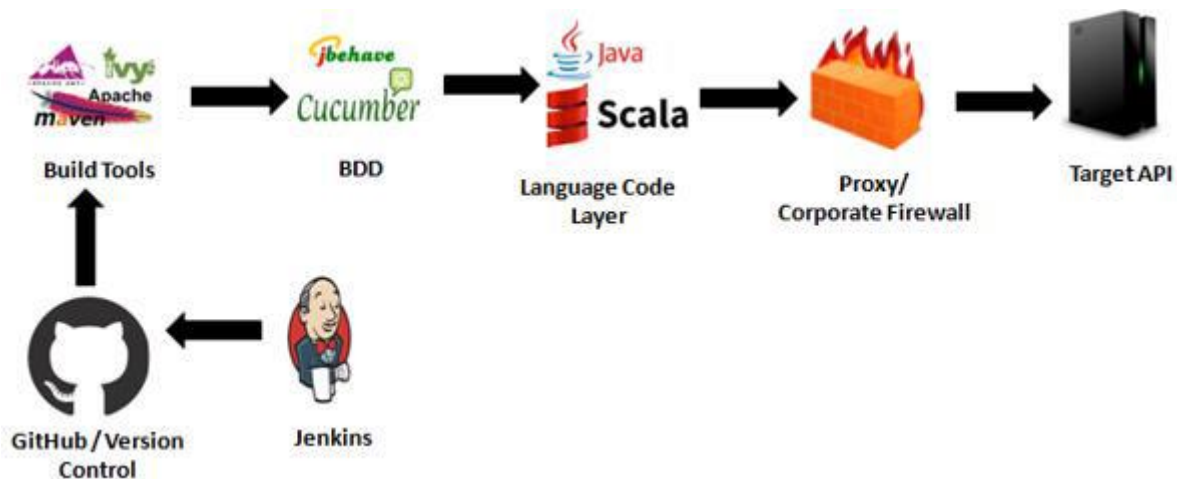 ivy
Apache
maven
Build Tools
jbehave
Cucumber
BDD
Java
Scala
Language Code
Layer
Proxy/
Corporate Firewall
Target API
GitHub / Version
Control
Jenkins